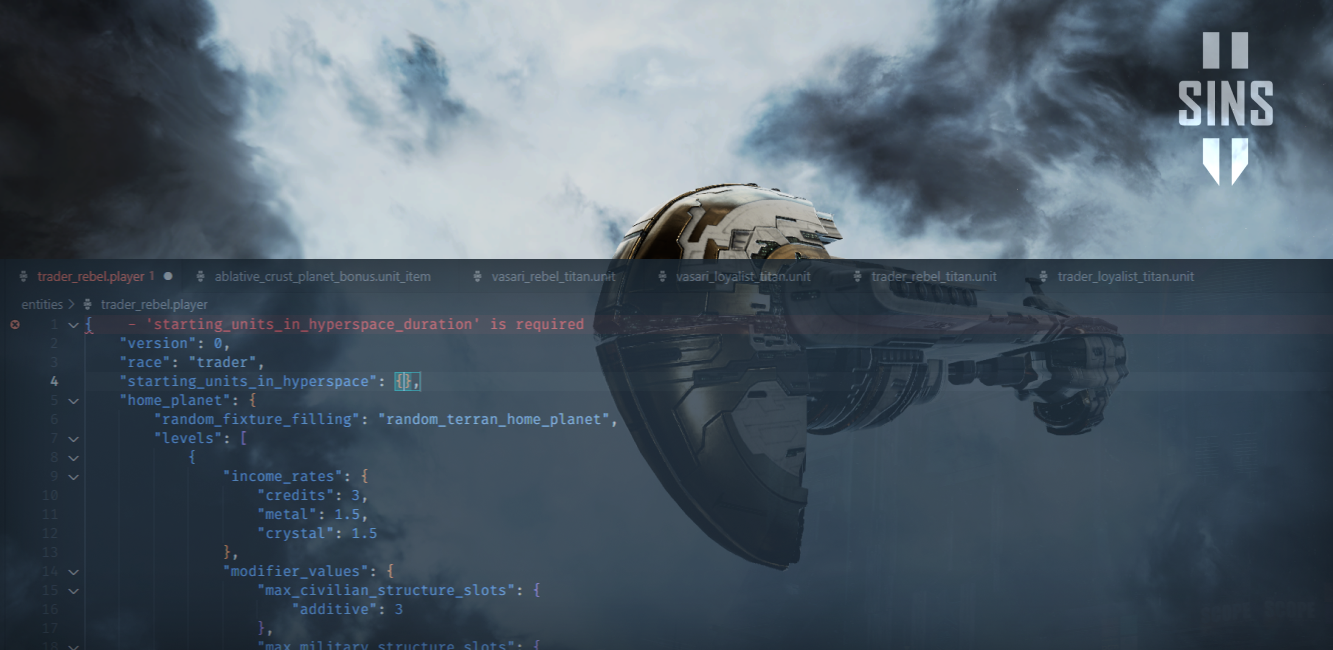 SINS
II
trader_rebel.player 1 ablative_crust_planet_bonus.unit_item vasari_rebel_titan.unit vasari_loyalist_titan.unit trader_rebel_titan.unit trader_loyalist_titan.unit
entities > trader_rebel.player
1 { - 'starting_units_in_hyperspace_duration' is required
2 "version": 0,
3 "race": "trader",
4 "starting_units_in_hyperspace": {},
5 "home_planet": {
6 "random_fixture_filling": "random_terran_home_planet",
7 "levels": [
8 {
9 "income_rates": {
10 "credits": 3,
11 "metal": 1.5,
12 "crystal": 1.5
13 },
14 "modifier_values": {
15 "max_civilian_structure_slots": {
16 "additive": 3
17 },
18 "max_military_structure_slots": {